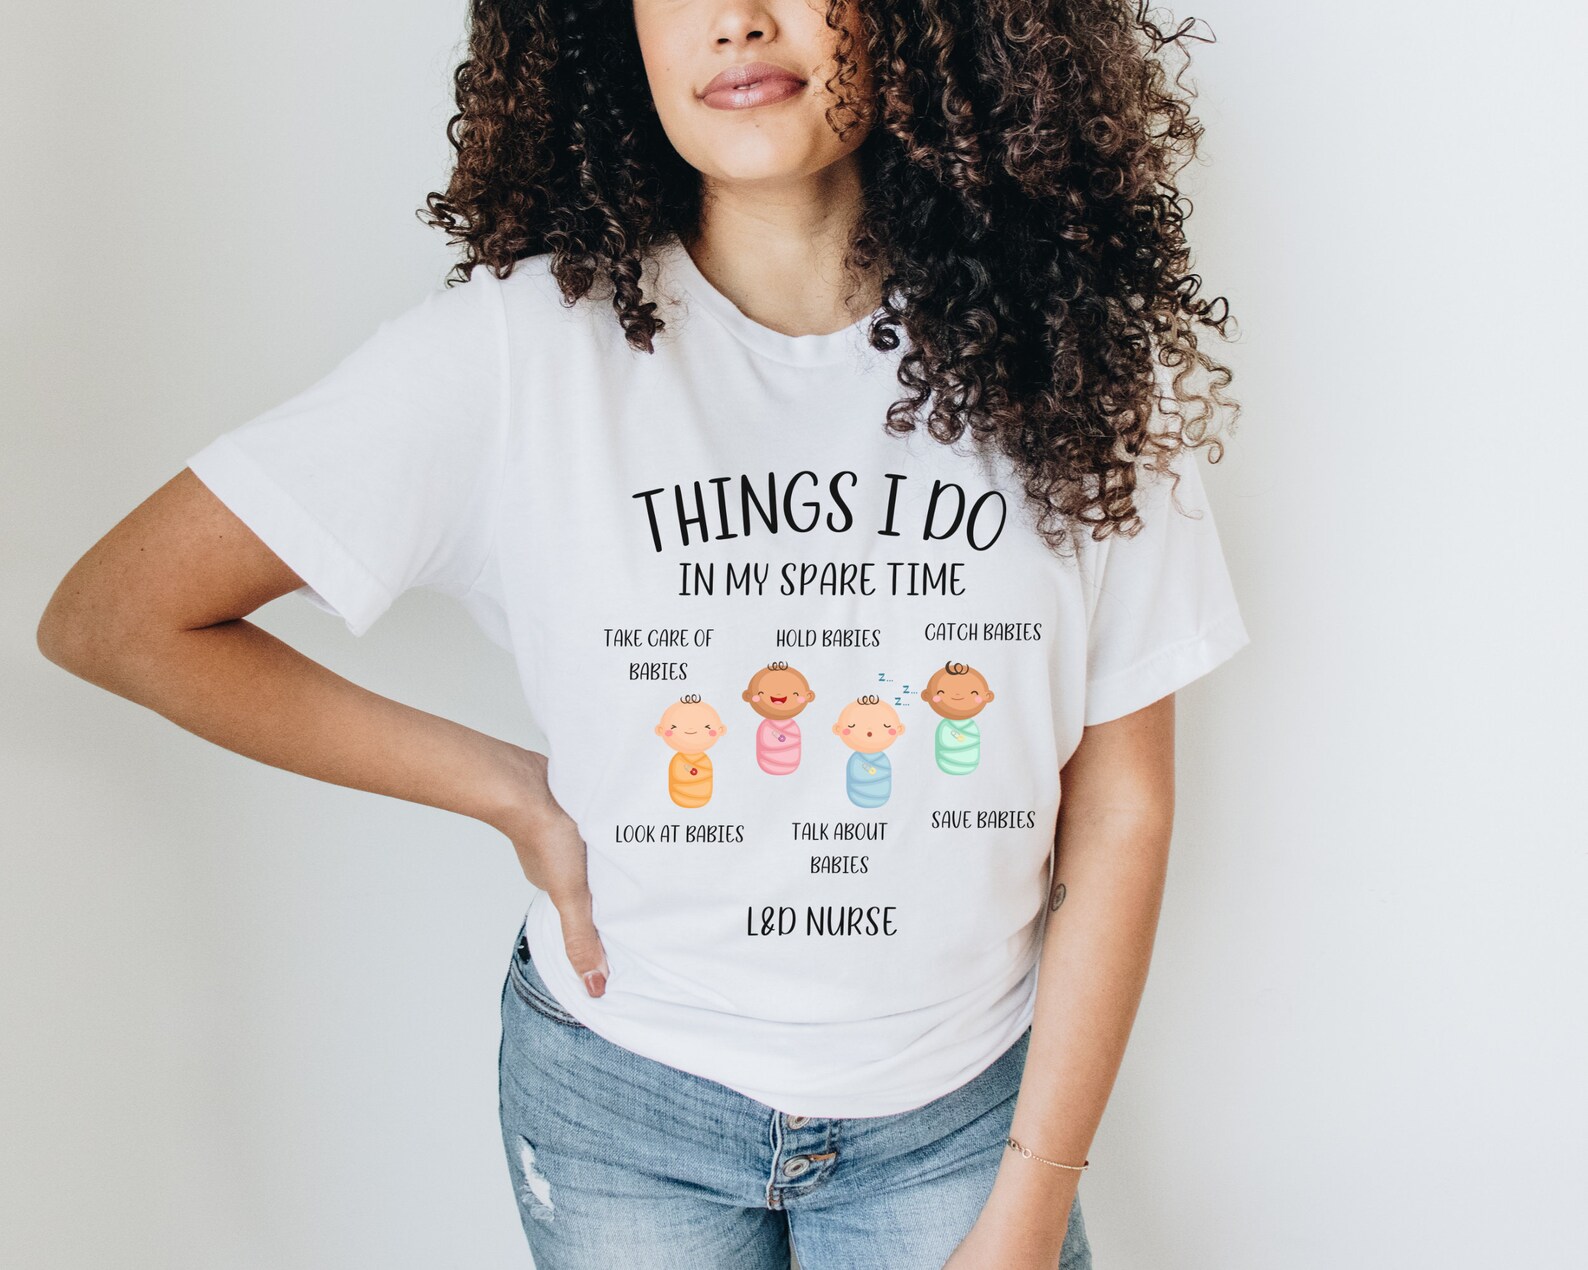 THINGS I DO
IN MY SPARE TIME
TAKE CARE OF
BABIES
HOLD BABIES
CATCH BABIES
Z...
Z...
Z...
LOOK AT BABIES
TALK ABOUT
BABIES
SAVE BABIES
L&D NURSE